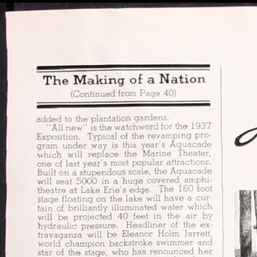 The Making of a Nation
(Continued from Page 40)
added to the plantation gardens.
"All new" is the watchword for the 1937
Exposition. Typical of the revamping pro-
gram under way is this year's Aquacade
which will replace the Marine Theater,
one of last year's most popular attractions.
Built on a stupendous scale, the Aquacade
will seat 5000 in a huge covered amphi-
theatre at Lake Erie's edge. The 160 foot
stage floating on the lake will have a cur-
tain of brilliantly illuminated water which
will be projected 40 feet in the air by
hydraulic pressure. Headliner of the ex-
travaganza will be Eleanor Holm Jarrett,
world champion backstroke swimmer and
star of the stage, who has renounced her